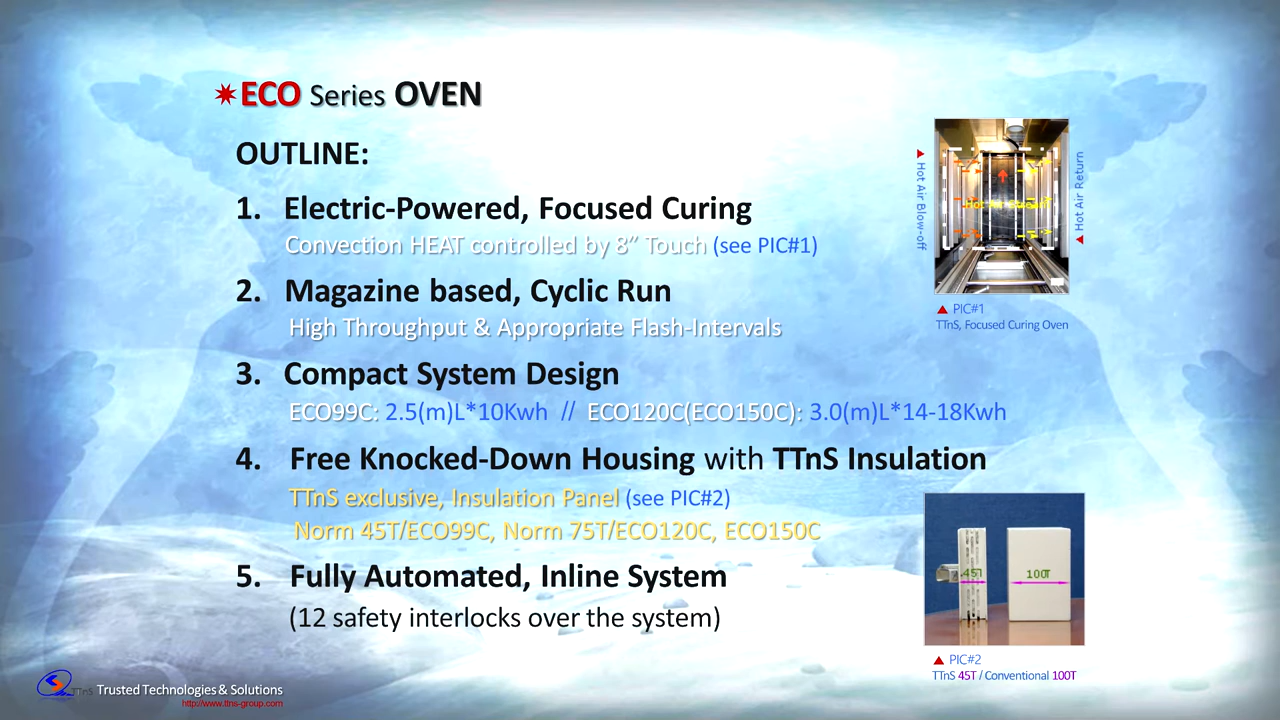 ✷ECO Series OVEN
OUTLINE:
1. Electric-Powered, Focused Curing
Convection HEAT controlled by 8” Touch (see PIC#1)
2. Magazine based, Cyclic Run
High Throughput & Appropriate Flash-Intervals
3. Compact System Design
ECO99C: 2.5(m)L*10Kwh // ECO120C(ECO150C): 3.0(m)L*14-18Kwh
4. Free Knocked-Down Housing with TTnS Insulation
TTnS exclusive, Insulation Panel (see PIC#2)
Norm 45T/ECO99C, Norm 75T/ECO120C, ECO150C
5. Fully Automated, Inline System
(12 safety interlocks over the system)
▲ Hot Air Blow-off
Hot Air Stream
▲ Hot Air Return
▲ PIC#1
TTnS, Focused Curing Oven
45T
100T
▲ PIC#2
TTnS 45T / Conventional 100T
TTnS Trusted Technologies & Solutions
http://www.ttns-group.com